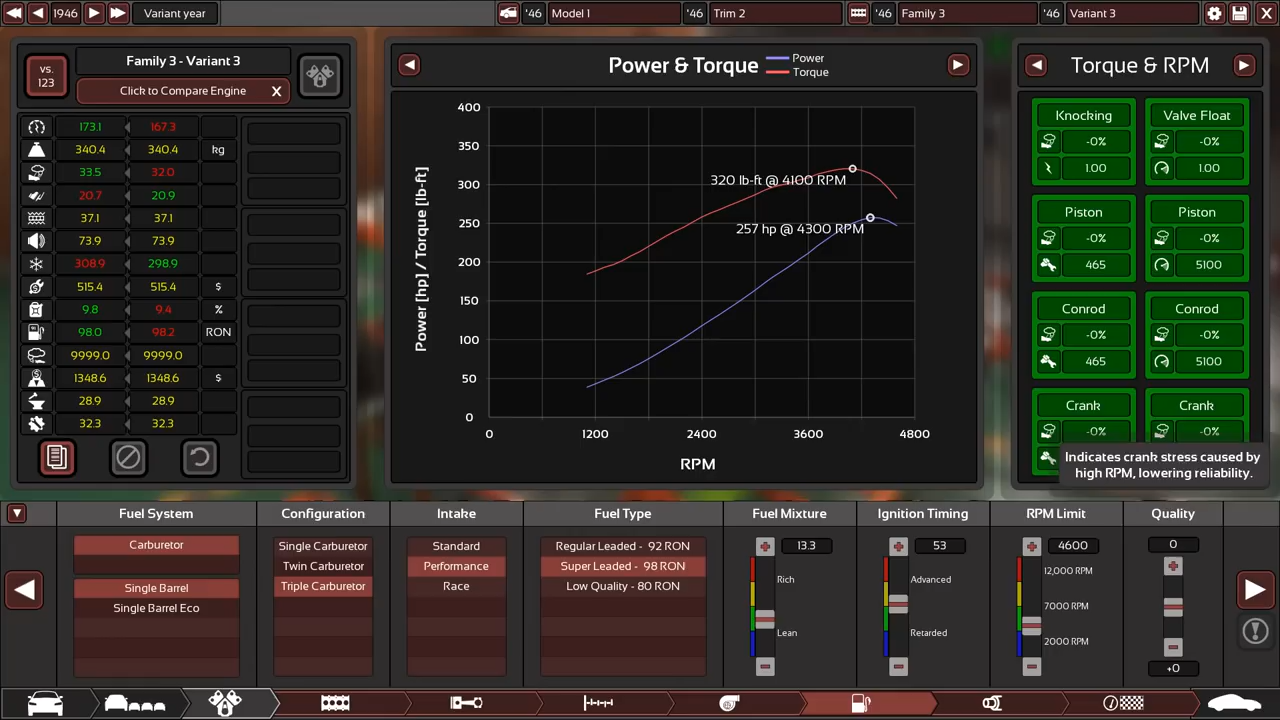 1946
Variant year
'46
Model 1
'46
Trim 2
'46
Family 3
'46
Variant 3
vs.
123
Family 3 - Variant 3
Click to Compare Engine
X
173.1
167.3
340.4
340.4
kg
33.5
32.0
20.7
20.9
37.1
37.1
73.9
73.9
308.9
298.9
515.4
515.4
$
9.8
9.4
%
98.0
98.2
RON
9999.0
9999.0
1348.6
1348.6
$
28.9
28.9
32.3
32.3
Power & Torque
Power
Torque
Power [hp] / Torque [lb-ft]
400
350
300
250
200
150
100
50
0
320 lb-ft @ 4100 RPM
257 hp @ 4300 RPM
0
1200
2400
3600
4800
RPM
Torque & RPM
Knocking
Valve Float
-0%
-0%
1.00
1.00
Piston
Piston
-0%
-0%
465
5100
Conrod
Conrod
-0%
-0%
465
5100
Crank
Crank
-0%
-0%
Indicates crank stress caused by
high RPM, lowering reliability.
Fuel System
Carburetor
Single Barrel
Single Barrel Eco
Configuration
Single Carburetor
Twin Carburetor
Triple Carburetor
Intake
Standard
Performance
Race
Fuel Type
Regular Leaded - 92 RON
Super Leaded - 98 RON
Low Quality - 80 RON
Fuel Mixture
13.3
Rich
Lean
Ignition Timing
53
Advanced
Retarded
RPM Limit
4600
12,000 RPM
7000 RPM
2000 RPM
Quality
0
+0